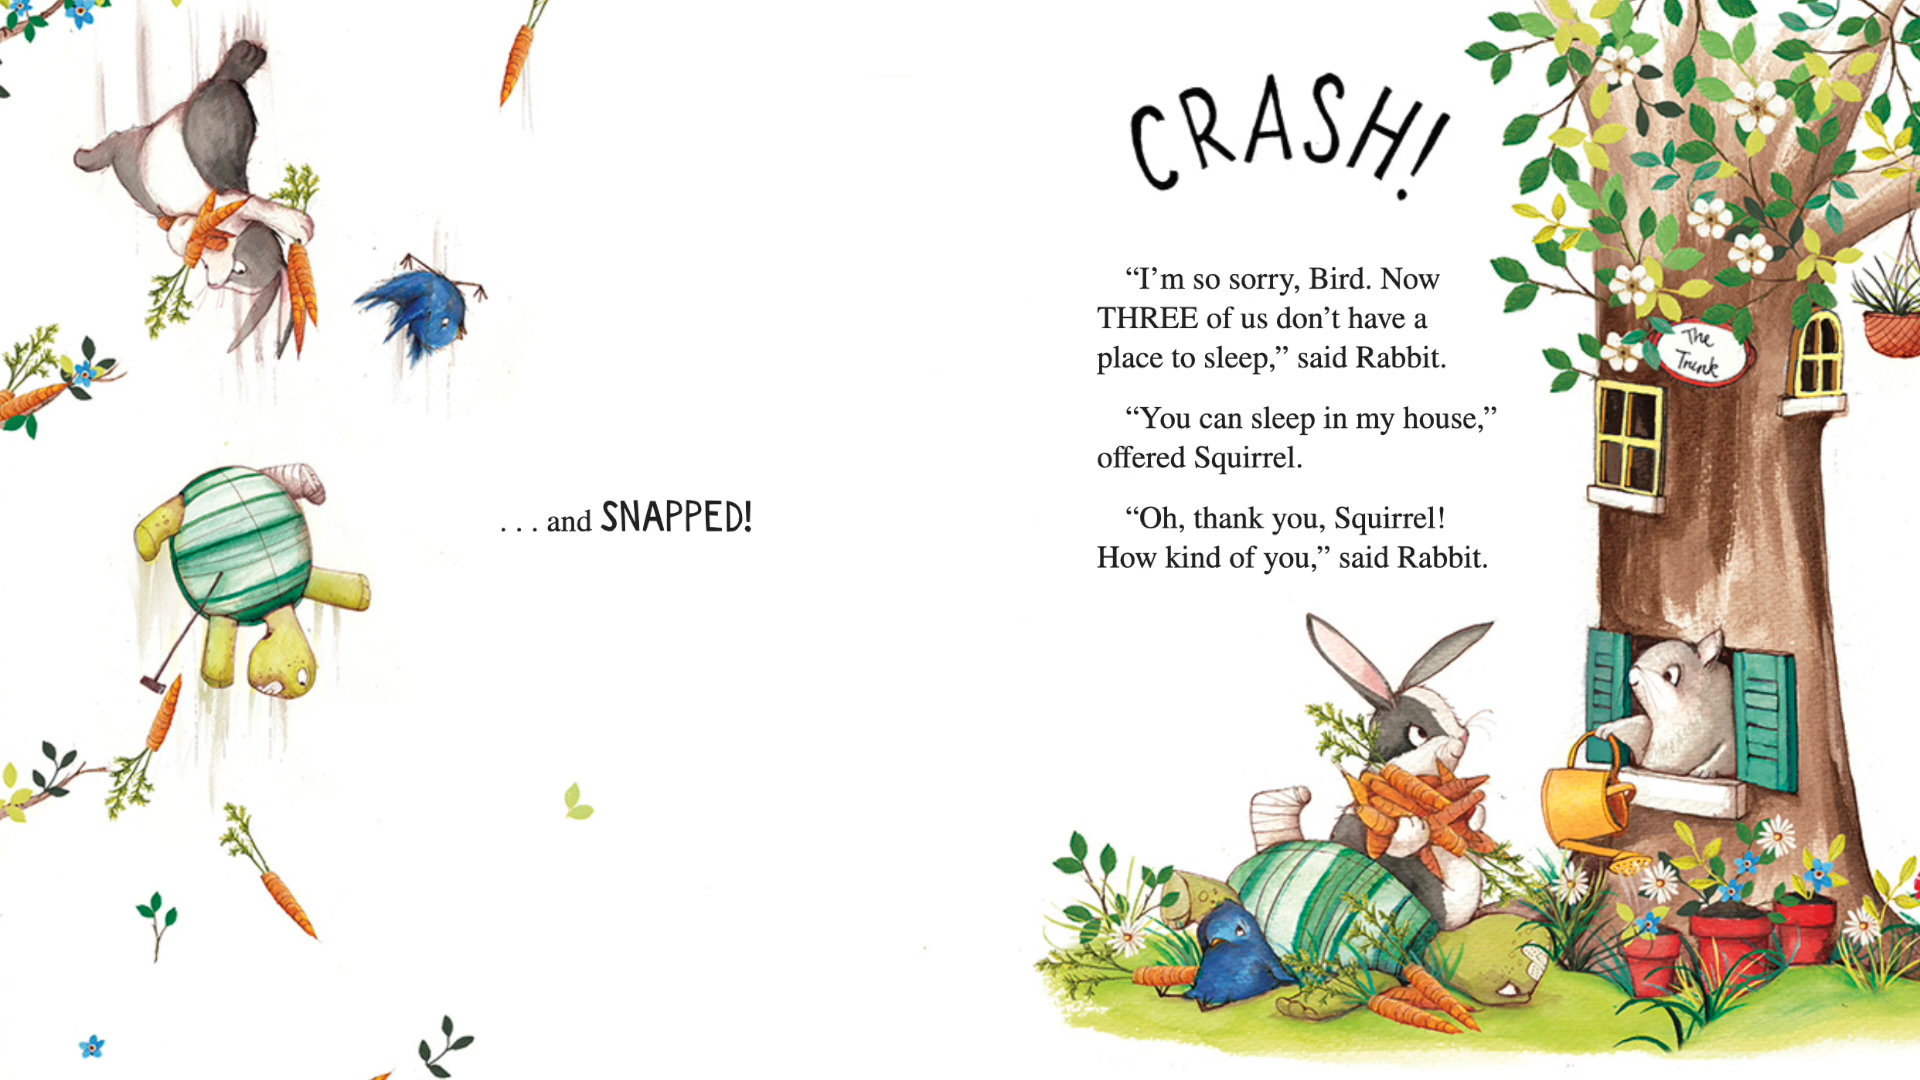 . . . and SNAPPED!
CRASH!
“I’m so sorry, Bird. Now
THREE of us don’t have a
place to sleep,” said Rabbit.
“You can sleep in my house,”
offered Squirrel.
“Oh, thank you, Squirrel!
How kind of you,” said Rabbit.
The
Trunk